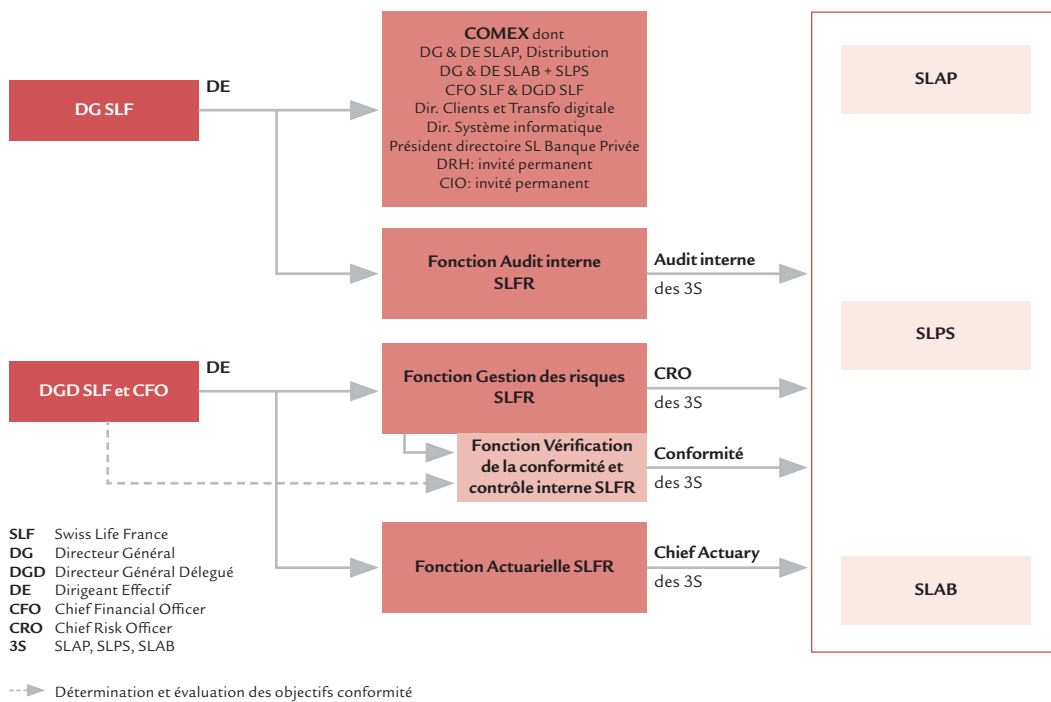 DG SLF
DE
COMEX dont
DG & DE SLAP, Distribution
DG & DE SLAB + SLPS
CFO SLF & DGD SLF
Dir. Clients et Transfo digitale
Dir. Système informatique
Président directoire SL Banque Privée
DRH: invité permanent
CIO: invité permanent
Fonction Audit interne
SLFR
Audit interne
des 3S
DGD SLF et CFO
DE
Fonction Gestion des risques
SLFR
CRO
des 3S
Fonction Vérification
de la conformité et
contrôle interne SLFR
Conformité
des 3S
Fonction Actuarielle SLFR
Chief Actuary
des 3S
SLAP
SLPS
SLAB
SLF Swiss Life France
DG Directeur Général
DGD Directeur Général Délegué
DE Dirigeant Effectif
CFO Chief Financial Officer
CRO Chief Risk Officer
3S SLAP, SLPS, SLAB
Détermination et évaluation des objectifs conformité